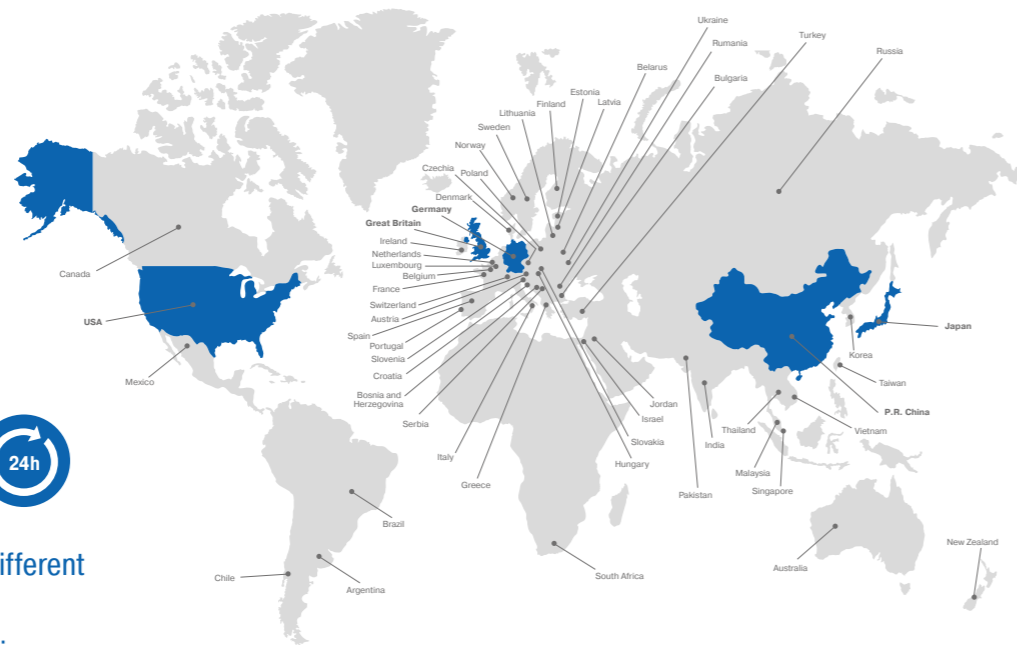 Ukraine
Rumania
Turkey
Russia
Belarus
Bulgaria
Estonia
Finland
Latvia
Lithuania
Sweden
Norway
Czechia
Poland
Denmark
Germany
Great Britain
Ireland
Netherlands
Luxembourg
Belgium
France
Switzerland
Austria
Spain
Portugal
Slovenia
Croatia
Bosnia and
Herzegovina
Serbia
Italy
Greece
Canada
USA
Mexico
Brazil
Chile
Argentina
South Africa
Jordan
Israel
Slovakia
Hungary
Pakistan
India
Thailand
Malaysia
Singapore
Vietnam
P.R. China
Taiwan
Korea
Japan
Australia
New Zealand
24h
ifferent
.